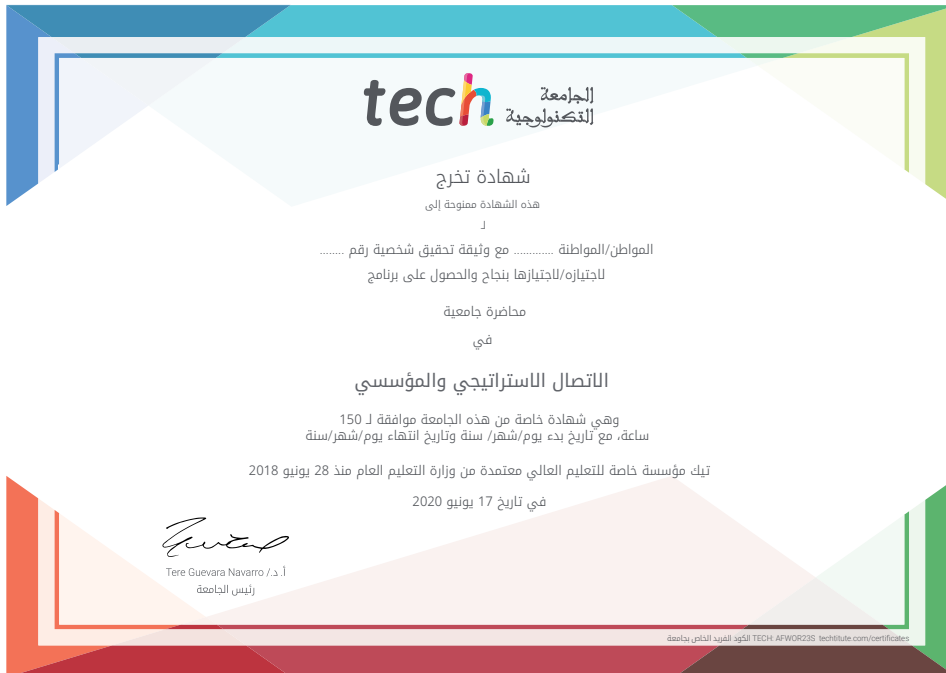 tech الجامعة
التكنولوجية
شهادة تخرج
هذه الشهادة ممنوحة إلى
لـ
المواطن/المواطنة ............ مع وثيقة تحقيق شخصية رقم ........
لاجتيازه/لاجتيازها بنجاح والحصول على برنامج
محاضرة جامعية
في
الاتصال الاستراتيجي والمؤسسي
وهي شهادة خاصة من هذه الجامعة موافقة لـ 150
ساعة، مع تاريخ بدء يوم/شهر/ سنة وتاريخ انتهاء يوم/شهر/سنة
تيك مؤسسة خاصة للتعليم العالي معتمدة من وزارة التعليم العام منذ 28 يونيو 2018
في تاريخ 17 يونيو 2020
أ.د./ Tere Guevara Navarro
رئيس الجامعة
الكود الفريد الخاص بجامعة TECH: AFWOR23S techtitute.com/certificates